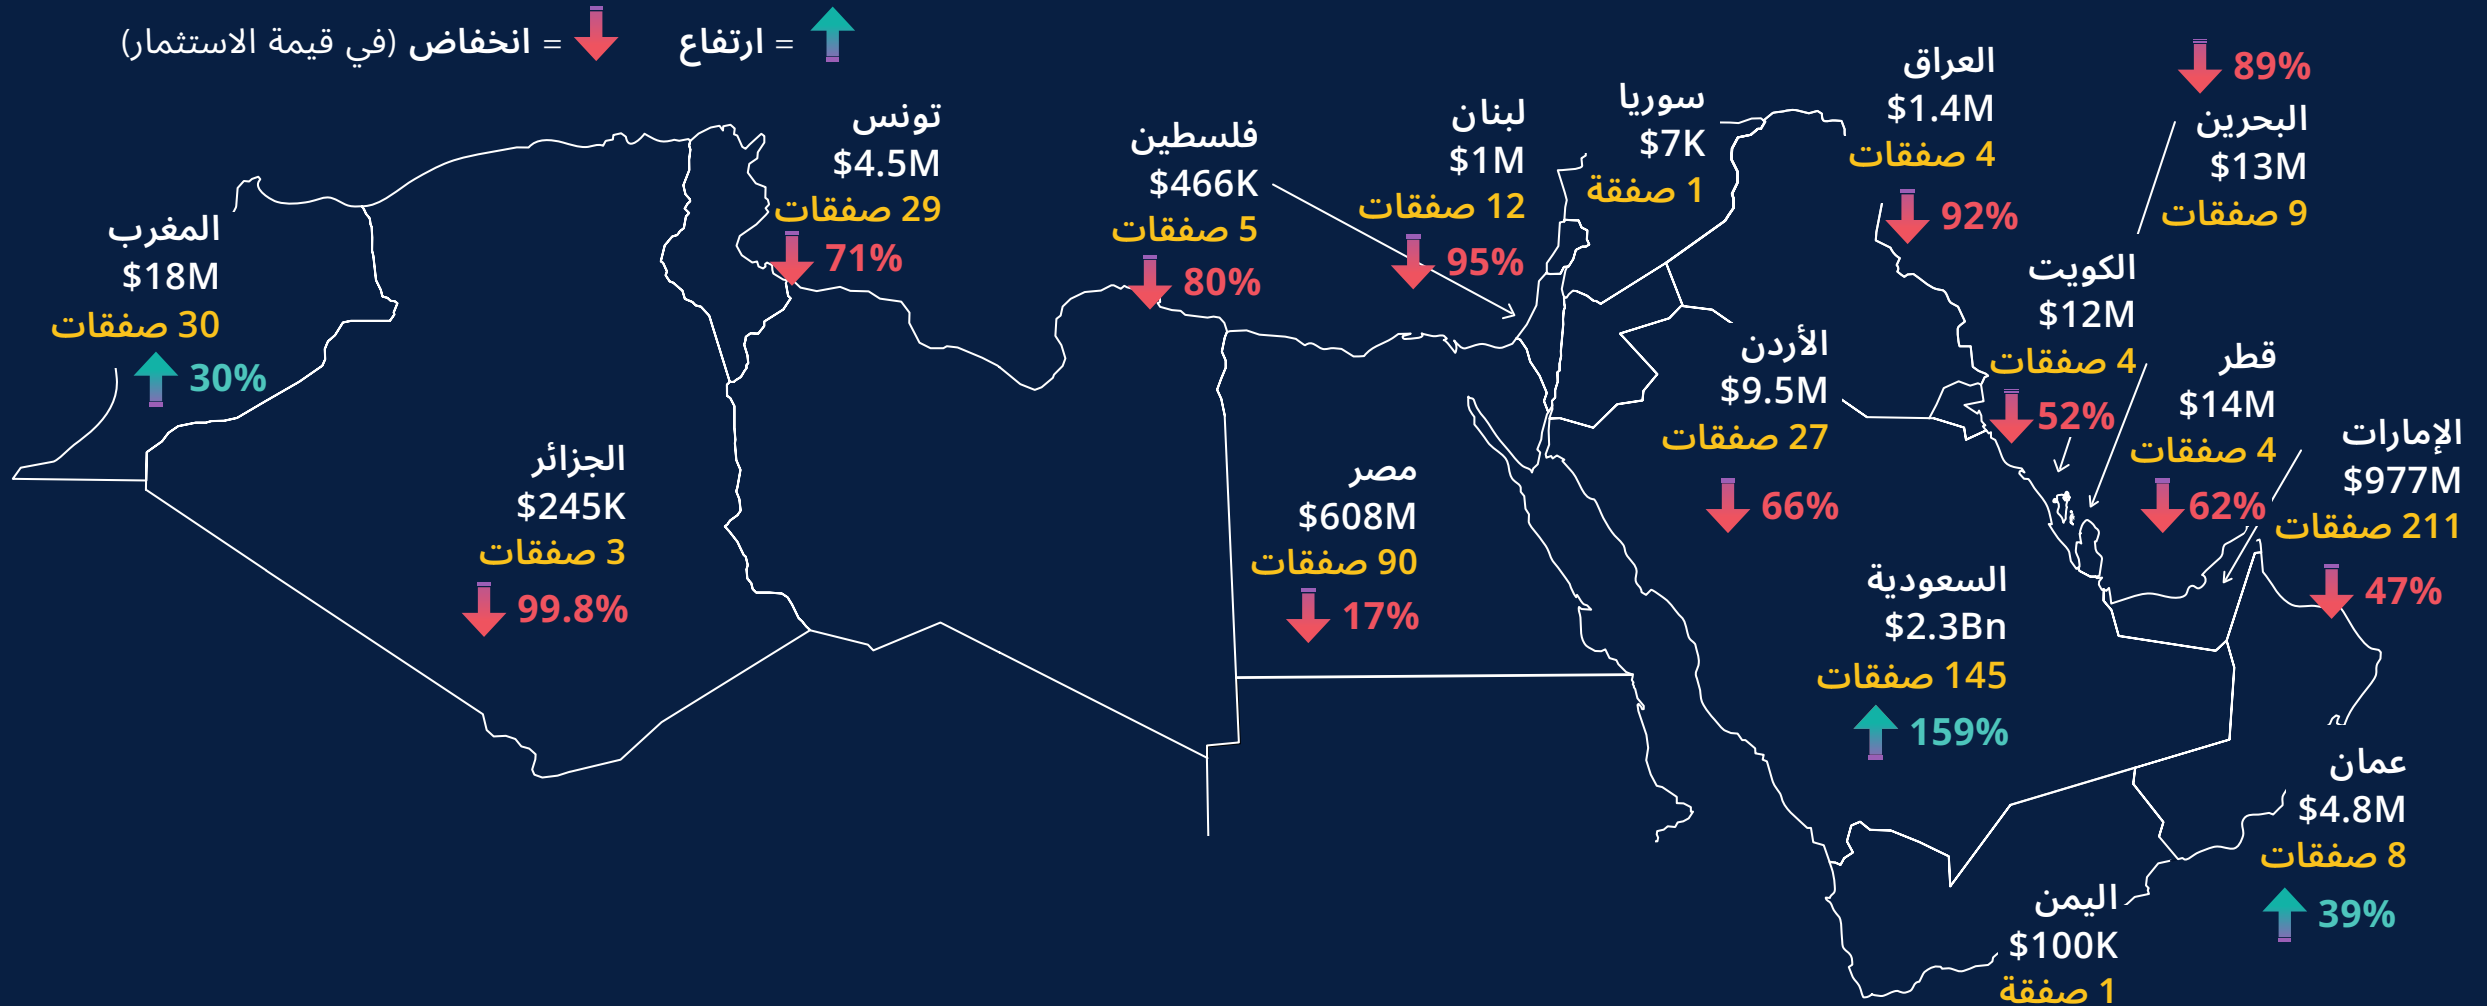 = ارتفاع = انخفاض (في قيمة الاستثمار)
89%
البحرين
$13M
9 صفقات
العراق
$1.4M
4 صفقات
92%
سوريا
$7K
1 صفقة
لبنان
$1M
12 صفقات
95%
فلسطين
$466K
5 صفقات
80%
تونس
$4.5M
29 صفقات
71%
المغرب
$18M
30 صفقات
30%
الكويت
$12M
4 صفقات
52%
قطر
$14M
4 صفقات
62%
الإمارات
$977M
211 صفقات
47%
الأردن
$9.5M
27 صفقات
66%
مصر
$608M
90 صفقات
17%
الجزائر
$245K
3 صفقات
99.8%
السعودية
$2.3Bn
145 صفقات
159%
عمان
$4.8M
8 صفقات
39%
اليمن
$100K
1 صفقة